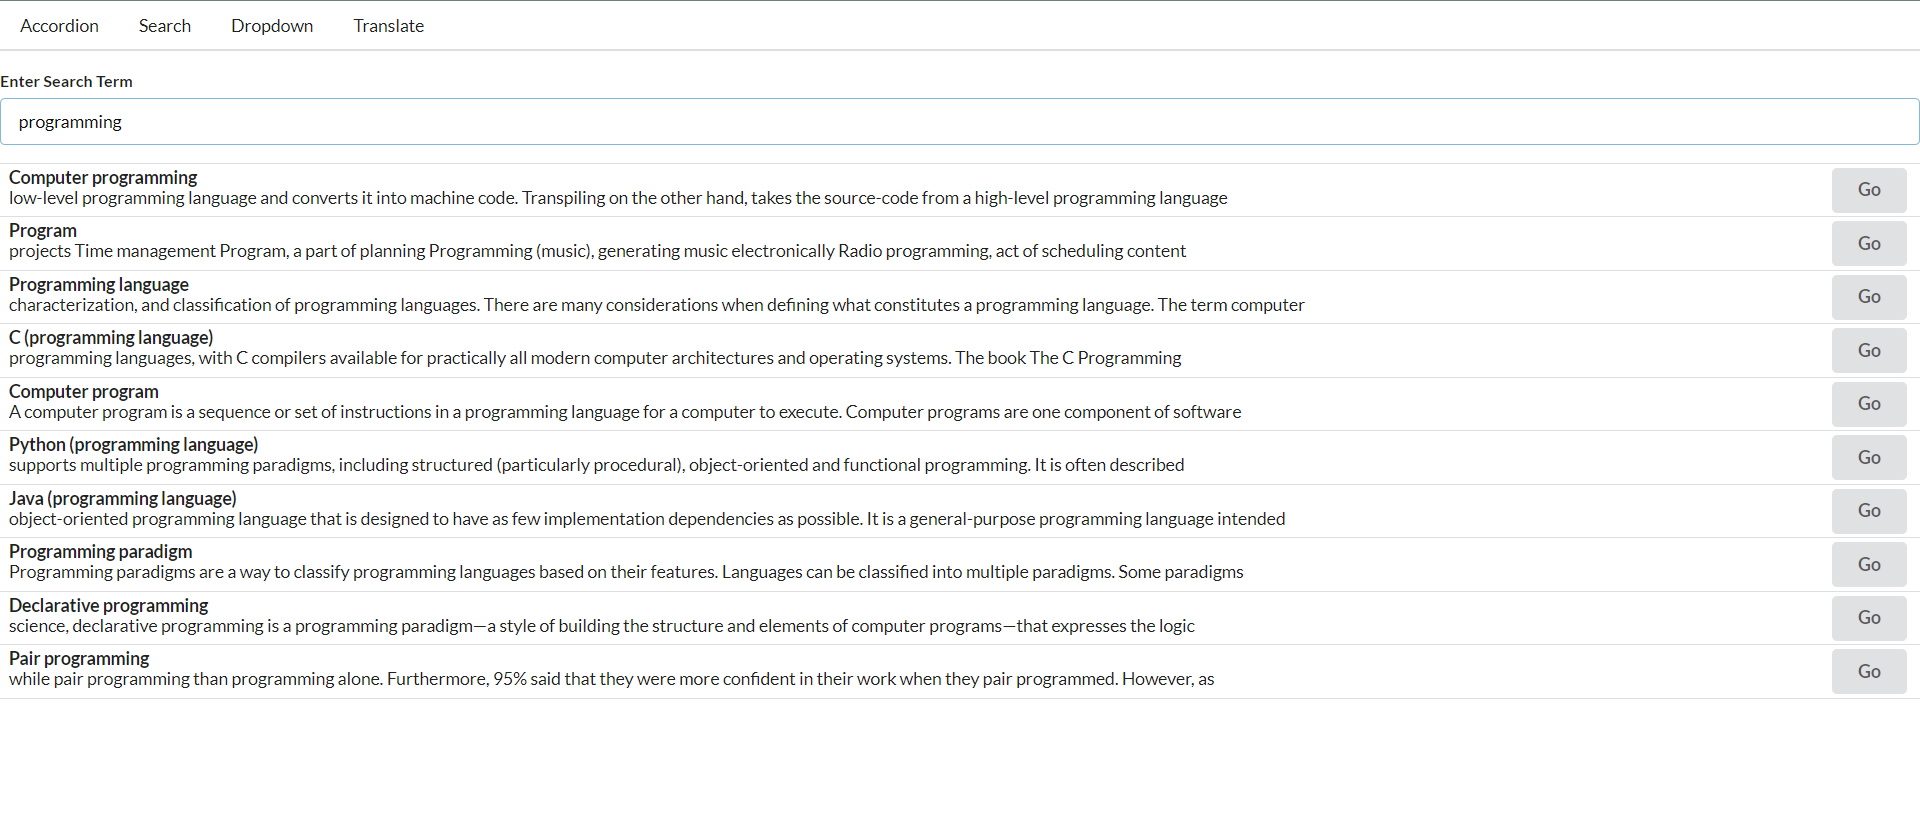 Accordion Search Dropdown Translate
Enter Search Term
programming
Computer programming
low-level programming language and converts it into machine code. Transpiling on the other hand, takes the source-code from a high-level programming language
Go
Program
projects Time management Program, a part of planning Programming (music), generating music electronically Radio programming, act of scheduling content
Go
Programming language
characterization, and classification of programming languages. There are many considerations when defining what constitutes a programming language. The term computer
Go
C (programming language)
programming languages, with C compilers available for practically all modern computer architectures and operating systems. The book The C Programming
Go
Computer program
A computer program is a sequence or set of instructions in a programming language for a computer to execute. Computer programs are one component of software
Go
Python (programming language)
supports multiple programming paradigms, including structured (particularly procedural), object-oriented and functional programming. It is often described
Go
Java (programming language)
object-oriented programming language that is designed to have as few implementation dependencies as possible. It is a general-purpose programming language intended
Go
Programming paradigm
Programming paradigms are a way to classify programming languages based on their features. Languages can be classified into multiple paradigms. Some paradigms
Go
Declarative programming
science, declarative programming is a programming paradigm—a style of building the structure and elements of computer programs—that expresses the logic
Go
Pair programming
while pair programming than programming alone. Furthermore, 95% said that they were more confident in their work when they pair programmed. However, as
Go